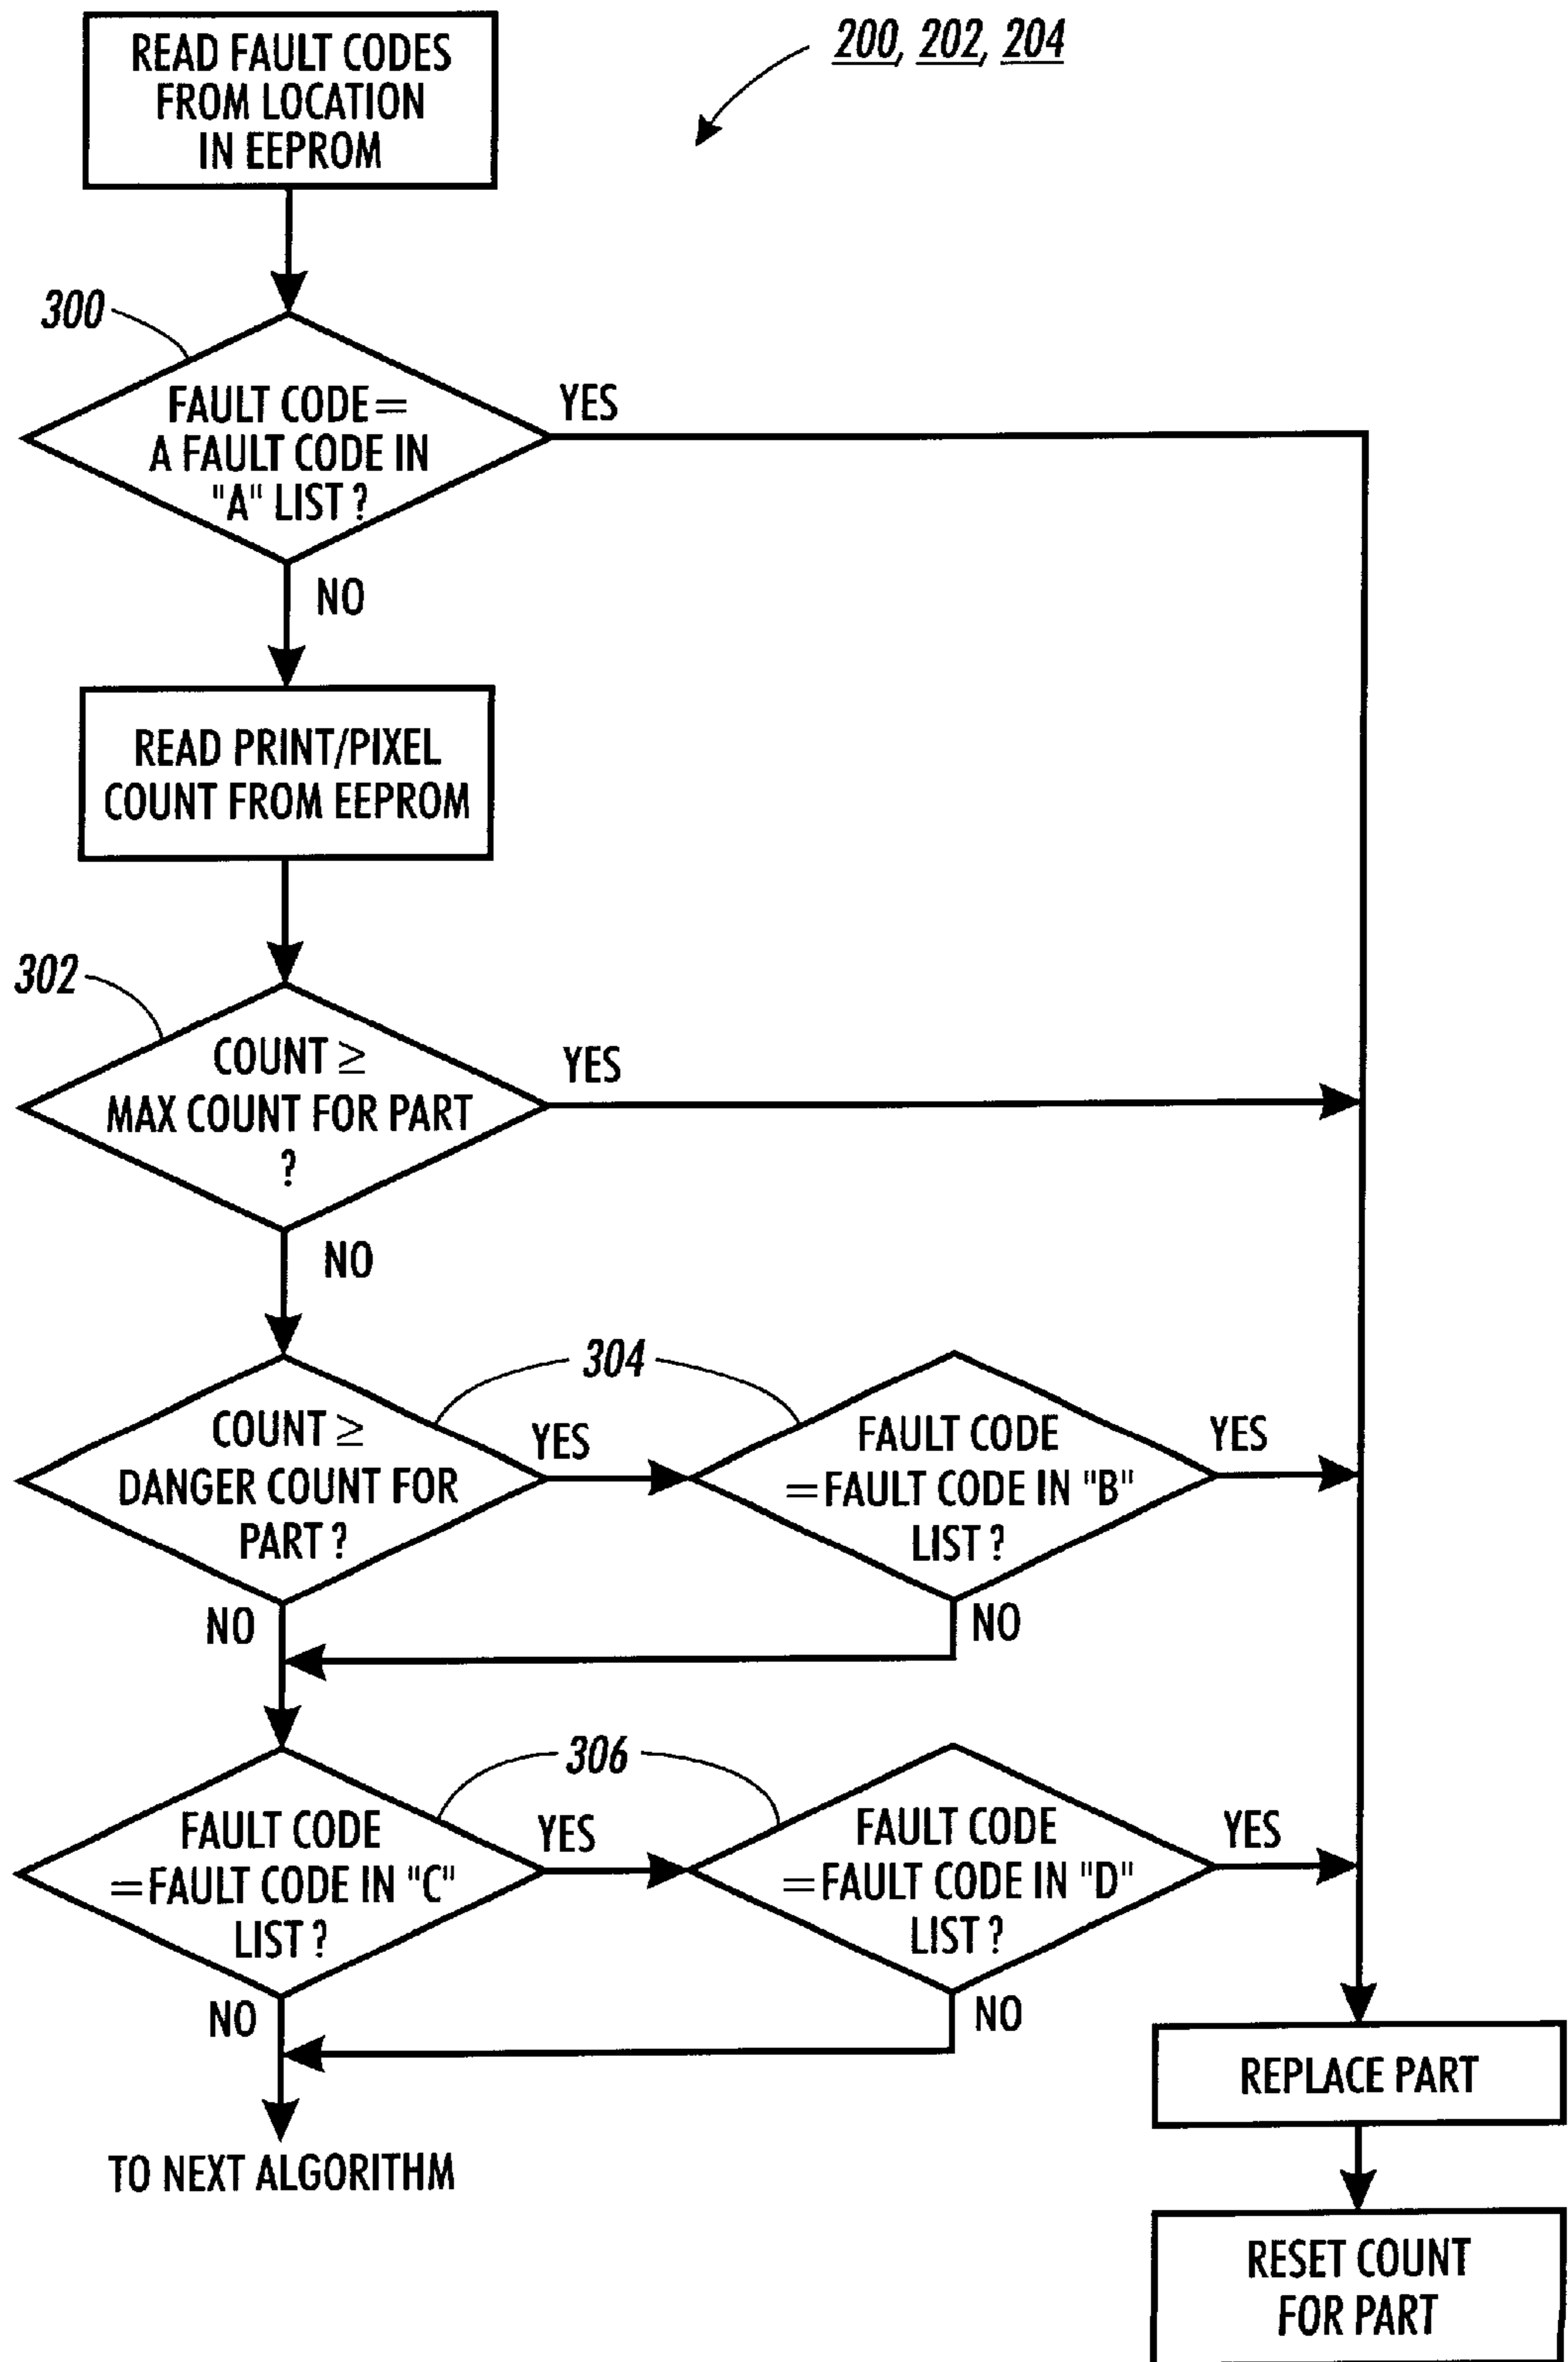 READ FAULT CODES
FROM LOCATION
IN EEPROM
200, 202, 204
300
FAULT CODE =
A FAULT CODE IN
"A" LIST ?
YES
NO
READ PRINT/PIXEL
COUNT FROM EEPROM
302
COUNT ≥
MAX COUNT FOR PART
?
YES
NO
304
COUNT ≥
DANGER COUNT FOR
PART ?
YES
FAULT CODE
=FAULT CODE IN "B"
LIST ?
YES
NO
NO
306
FAULT CODE
=FAULT CODE IN "C"
LIST ?
YES
FAULT CODE
=FAULT CODE IN "D"
LIST ?
YES
NO
NO
TO NEXT ALGORITHM
REPLACE PART
RESET COUNT
FOR PART